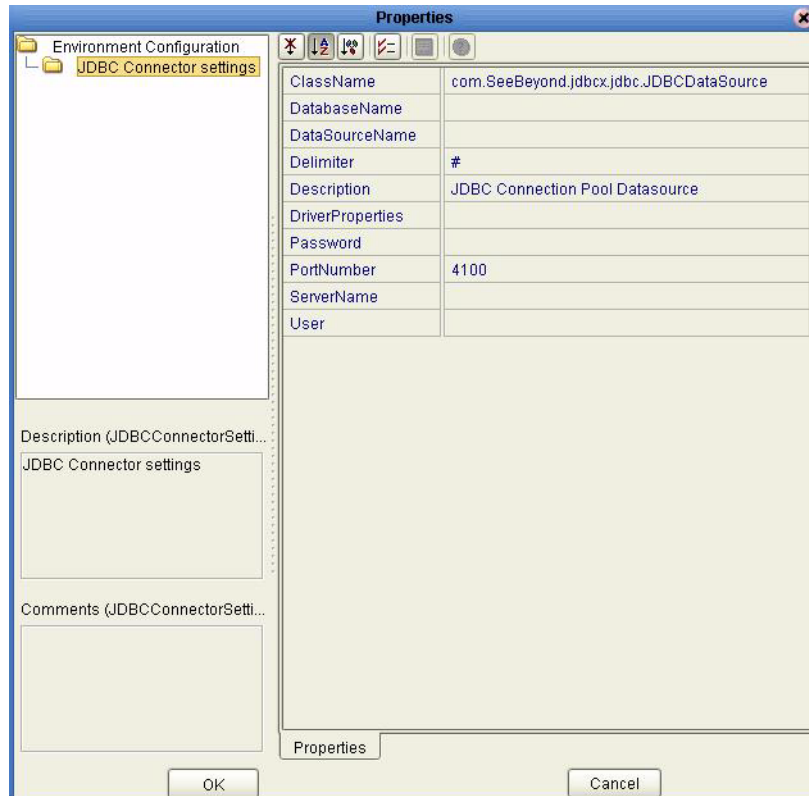 Properties
Environment Configuration
JDBC Connector settings
ClassName com.SeeBeyond.jdbcx.jdbc.JDBCDataSource
DatabaseName
DataSourceName
Delimiter #
Description JDBC Connection Pool Datasource
DriverProperties
Password
PortNumber 4100
ServerName
User
Description (JDBCConnectorSetti...
JDBC Connector settings
Comments (JDBCConnectorSetti...
Properties
OK Cancel